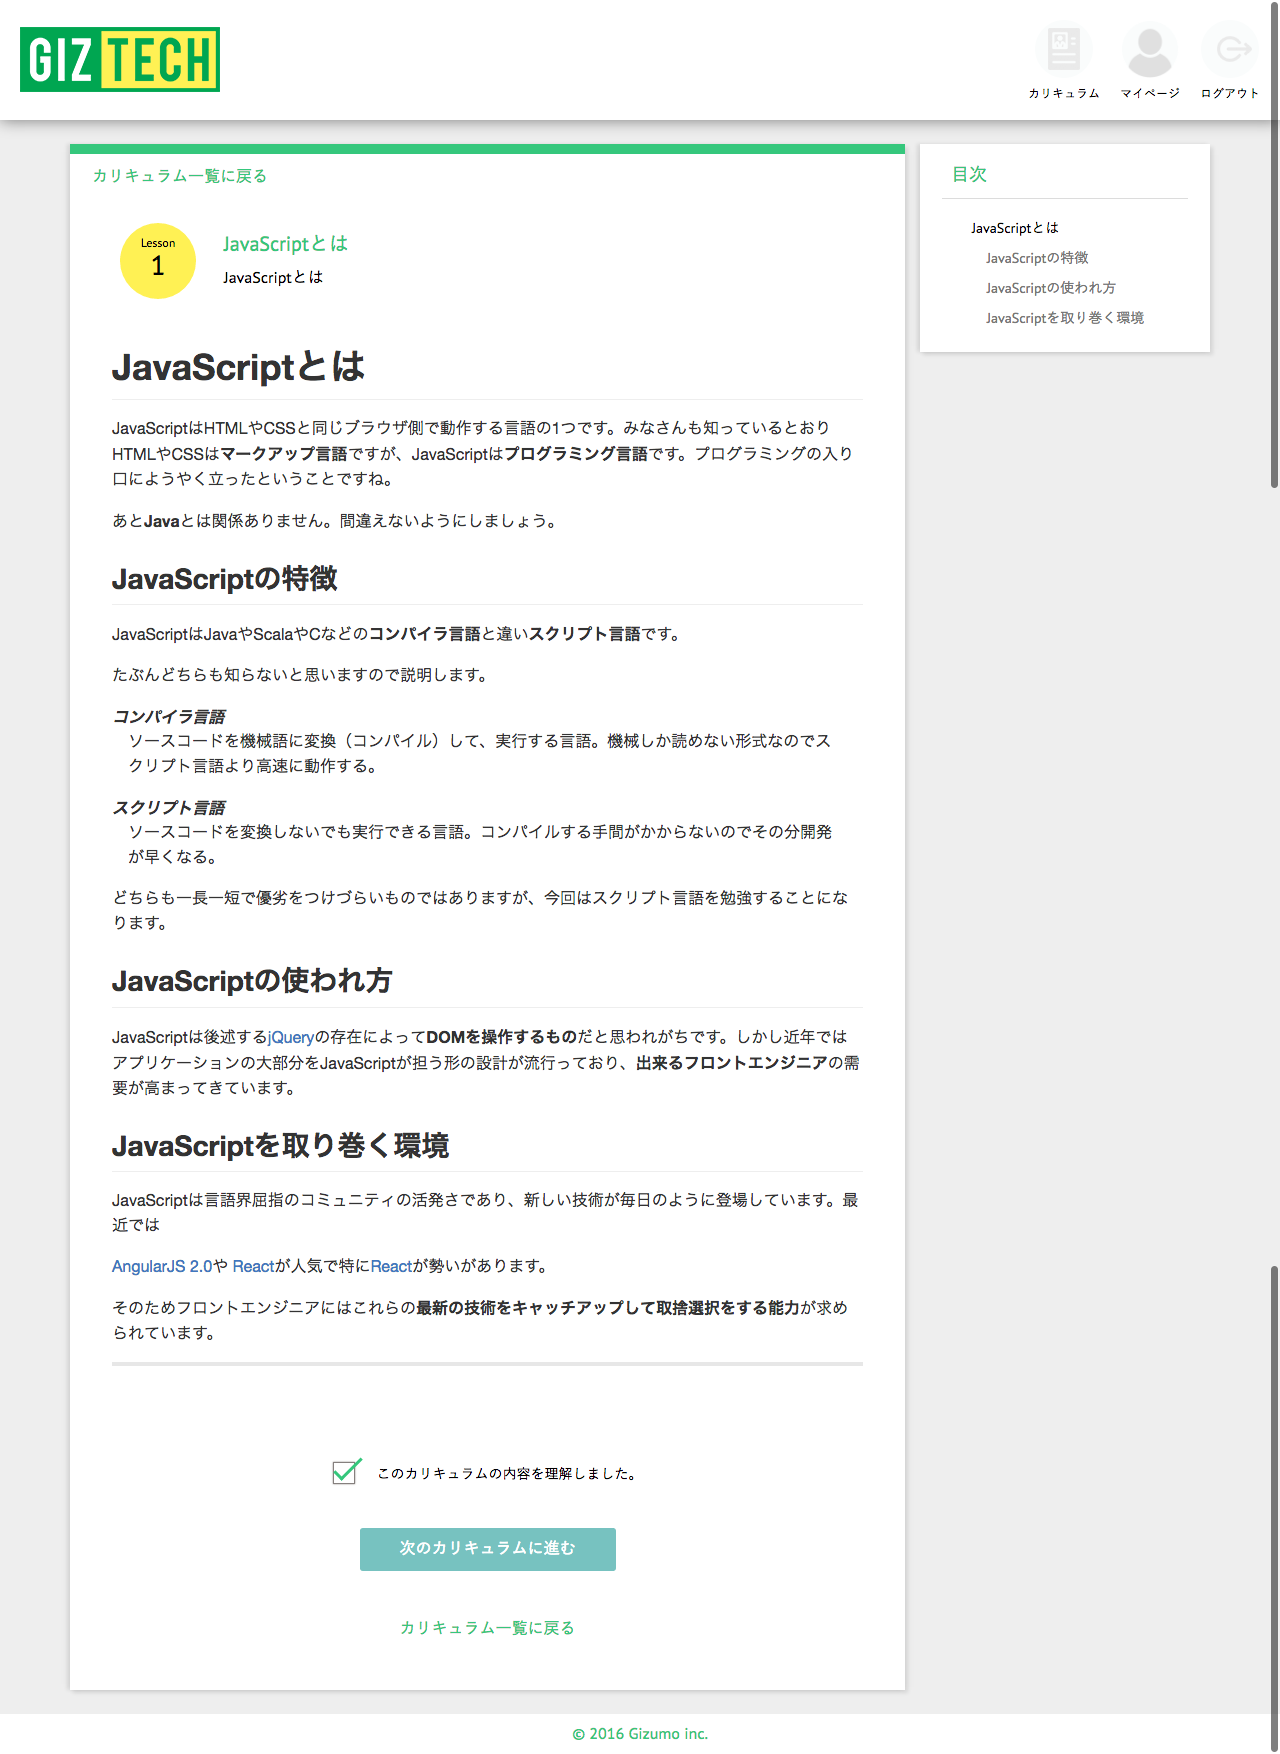 GIZ TECH
カリキュラム マイページ ログアウト
カリキュラム一覧に戻る
Lesson
1
JavaScriptとは
JavaScriptとは
JavaScriptとは
JavaScriptはHTMLやCSSと同じブラウザ側で動作する言語の1つです。みなさんも知っているとおり
HTMLやCSSはマークアップ言語ですが、JavaScriptはプログラミング言語です。プログラミングの入り
口にようやく立ったということですね。
あとJavaとは関係ありません。間違えないようにしましょう。
JavaScriptの特徴
JavaScriptはJavaやScalaやCなどのコンパイラ言語と違いスクリプト言語です。
たぶんどちらも知らないと思いますので説明します。
コンパイラ言語
ソースコードを機械語に変換（コンパイル）して、実行する言語。機械しか読めない形式なのでス
クリプト言語より高速に動作する。
スクリプト言語
ソースコードを変換しないでも実行できる言語。コンパイルする手間がかからないのでその分開発
が早くなる。
どちらも一長一短で優劣をつけづらいものではありますが、今回はスクリプト言語を勉強することにな
ります。
JavaScriptの使われ方
JavaScriptは後述するjQueryの存在によってDOMを操作するものだと思われがちです。しかし近年では
アプリケーションの大部分をJavaScriptが担う形の設計が流行っており、出来るフロントエンジニアの需
要が高まってきています。
JavaScriptを取り巻く環境
JavaScriptは言語界屈指のコミュニティの活発さであり、新しい技術が毎日のように登場しています。最
近では
AngularJS 2.0や Reactが人気で特にReactが勢いがあります。
そのためフロントエンジニアにはこれらの最新の技術をキャッチアップして取捨選択をする能力が求め
られています。
このカリキュラムの内容を理解しました。
次のカリキュラムに進む
カリキュラム一覧に戻る
目次
JavaScriptとは
JavaScriptの特徴
JavaScriptの使われ方
JavaScriptを取り巻く環境
© 2016 Gizumo inc.